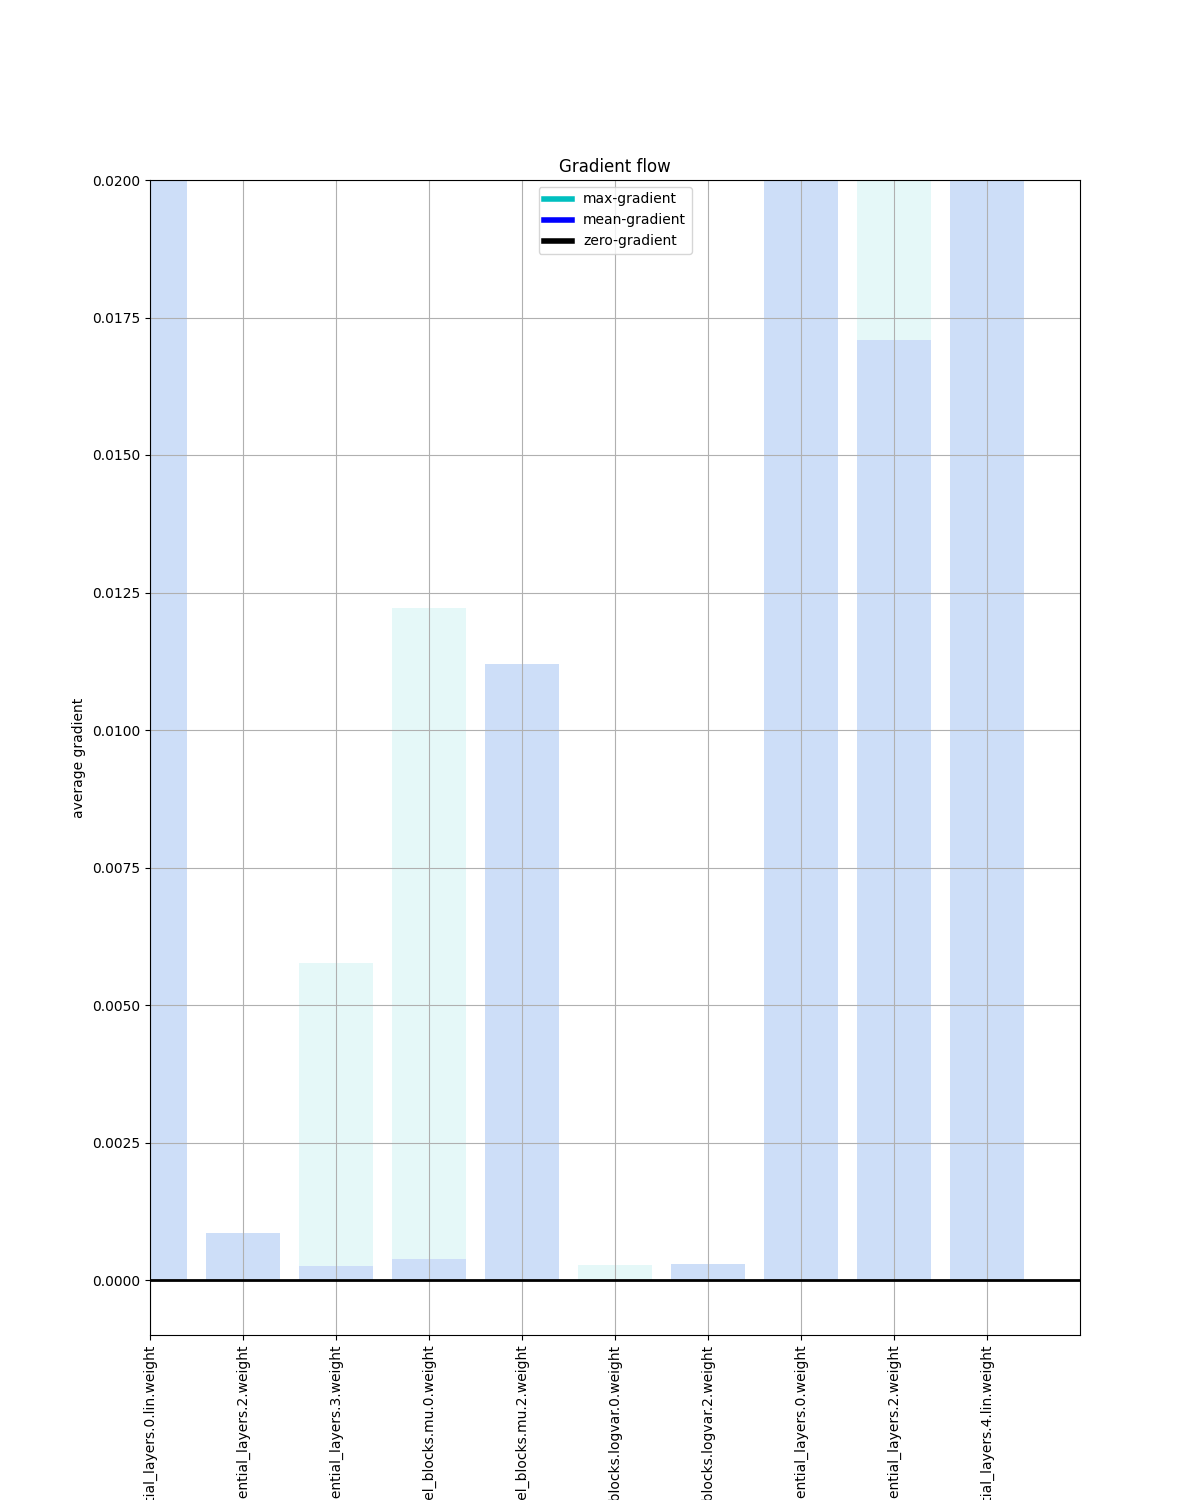 Gradient flow
max-gradient
mean-gradient
zero-gradient
0.0200
0.0175
0.0150
0.0125
0.0100
0.0075
0.0050
0.0025
0.0000
average gradient
tial_layers.0.lin.weight
ential_layers.2.weight
ential_layers.3.weight
el_blocks.mu.0.weight
el_blocks.mu.2.weight
blocks.logvar.0.weight
blocks.logvar.2.weight
ential_layers.0.weight
ential_layers.2.weight
tial_layers.4.lin.weight